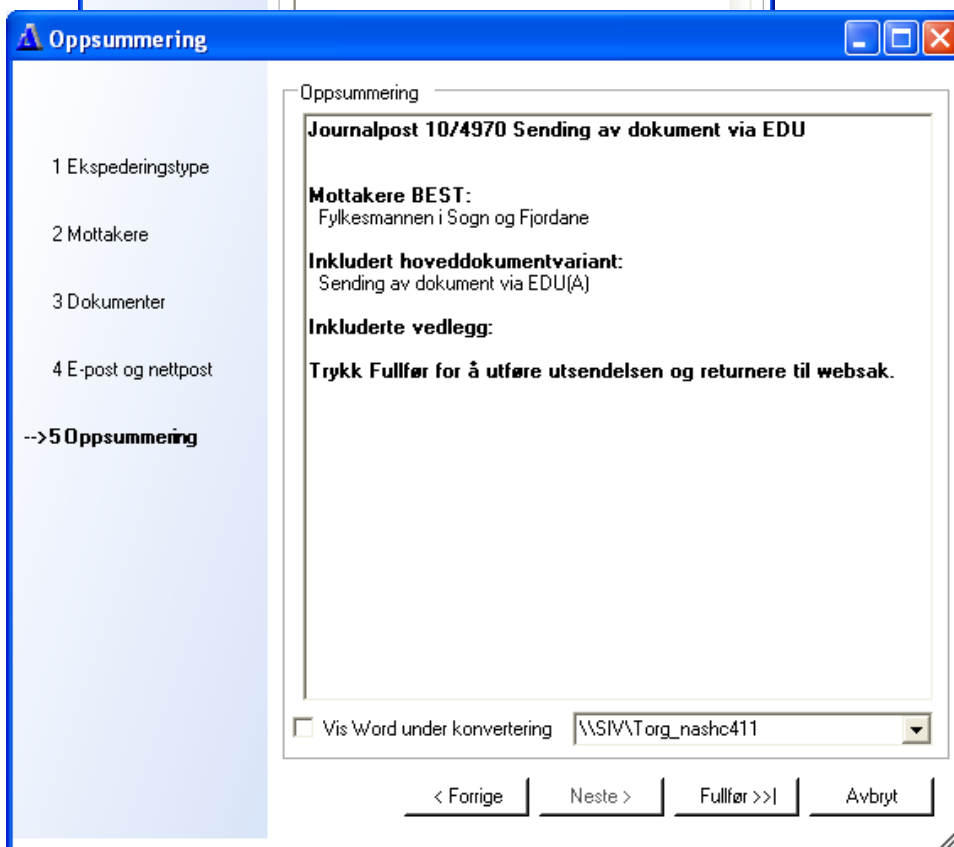 Oppsummering
1 Ekspederingstype
2 Mottakere
3 Dokumenter
4 E-post og nettpost
-->5 Oppsummering
Oppsummering
Journalpost 10/4970 Sending av dokument via EDU
Mottakere BEST:
Fylkesmannen i Sogn og Fjordane
Inkludert hoveddokumentvariant:
Sending av dokument via EDU(A)
Inkluderte vedlegg:
Trykk Fullfør for å utføre utsendelsen og returnere til websak.
Vis Word under konvertering
\\SIV\Torg_nashc411
< Forrige
Neste >
Fullfør >>|
Avbryt